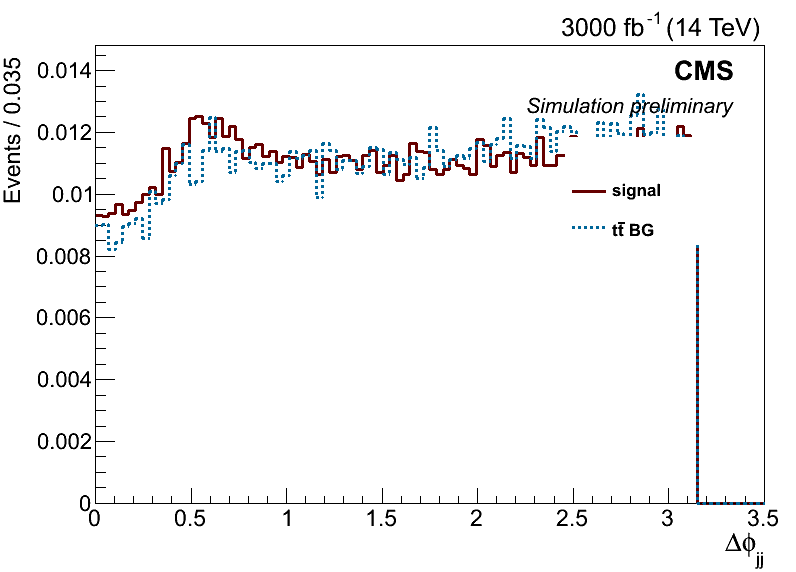 3000 fb⁻¹ (14 TeV)
CMS
Simulation preliminary
Events / 0.035
0.014
0.012
0.01
0.008
0.006
0.004
0.002
0
signal
tt̄ BG
0 0.5 1 1.5 2 2.5 3 3.5
Δϕjj